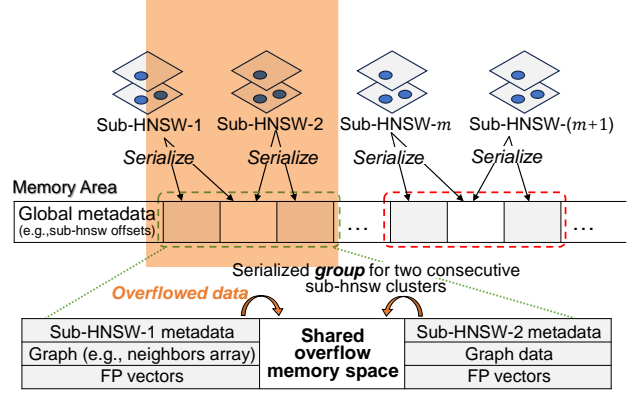 Sub-HNSW-1 Sub-HNSW-2 Sub-HNSW-m Sub-HNSW-(m+1)
Serialize Serialize Serialize Serialize
Memory Area
Global metadata
(e.g.,sub-hnsw offsets)
... ...
Serialized group for two consecutive
sub-hnsw clusters
Overflowed data
Sub-HNSW-1 metadata
Graph (e.g., neighbors array)
FP vectors
Shared
overflow
memory space
Sub-HNSW-2 metadata
Graph data
FP vectors